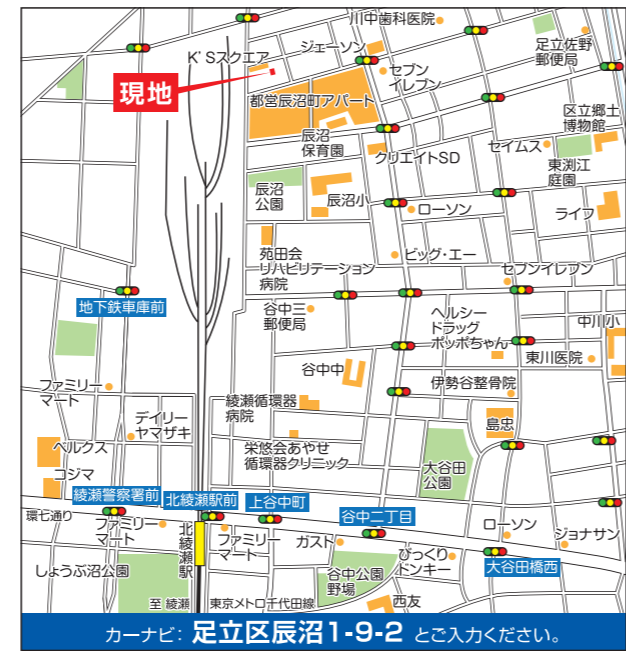 川中歯科医院
K'Sスクエア
ジェーソン
足立佐野
郵便局
セブン
イレブン
現地
都営辰沼町アパート
区立郷土
博物館
辰沼
保育園
クリエイトSD
セイムス
東渕江
庭園
辰沼
公園
辰沼小
ローソン
ライフ
苑田会
リハビリテーション
病院
ビッグ・エー
セブンイレブン
地下鉄車庫前
谷中三
郵便局
ヘルシー
ドラッグ
ポッポちゃん
中川小
東川医院
谷中中
ファミリー
マート
伊勢谷整骨院
綾瀬循環器
病院
デイリー
ヤマザキ
島忠
ベルクス
栄悠会あやせ
循環器クリニック
大谷田
公園
コジマ
綾瀬警察署前
北綾瀬駅前
上谷中町
谷中二丁目
環七通り
ファミリー
マート
北綾瀬駅
ファミリー
マート
ガスト
ローソン
ジョナサン
びっくり
ドンキー
大谷田橋西
しょうぶ沼公園
谷中公園
野場
至 綾瀬
東京メトロ千代田線
西友
カーナビ: 足立区辰沼1-9-2 とご入力ください。